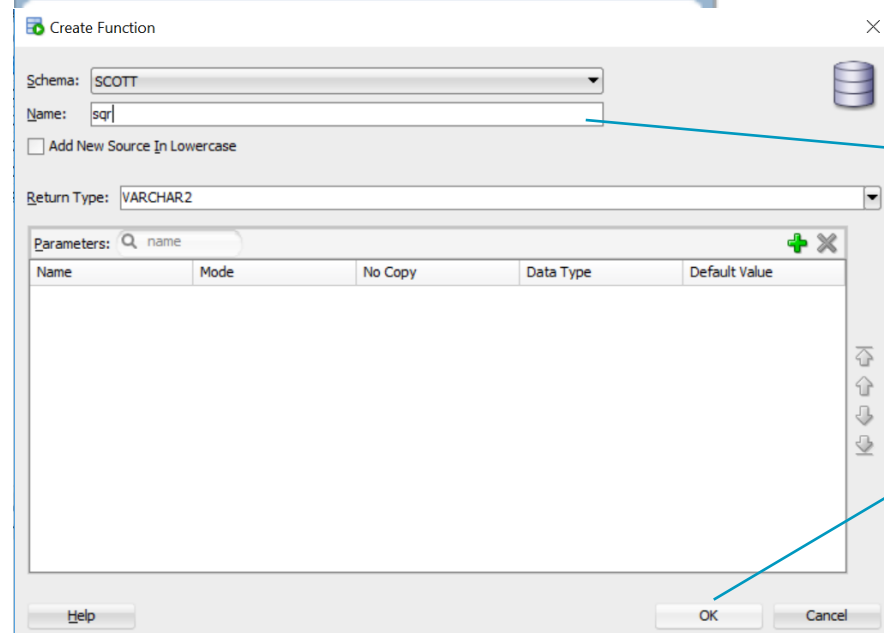 Create Function
Schema: SCOTT
Name: sqr
Add New Source In Lowercase
Return Type: VARCHAR2
Parameters: name
Name Mode No Copy Data Type Default Value
Help OK Cancel